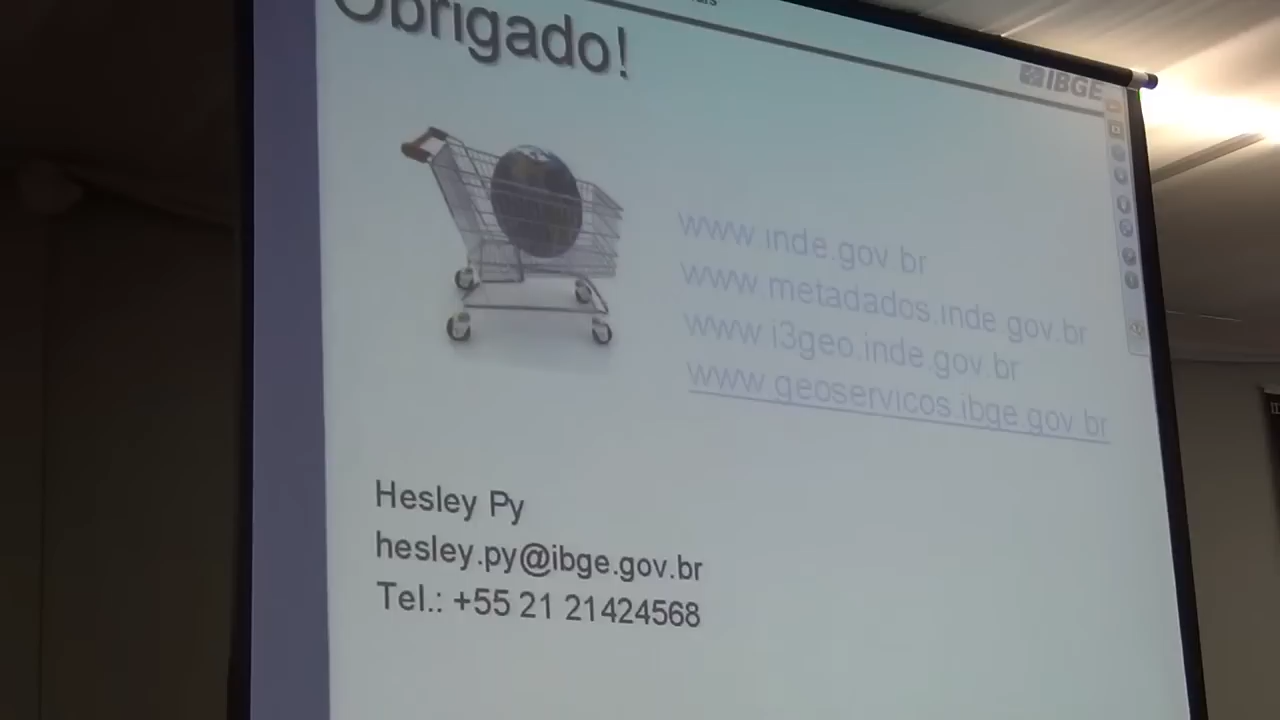 Obrigado!
IBGE
www.inde.gov.br
www.metadados.inde.gov.br
www.i3geo.inde.gov.br
www.geoservicos.ibge.gov.br
Hesley Py
hesley.py@ibge.gov.br
Tel.: +55 21 21424568